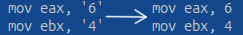 mov eax, '6' mov eax, 6
mov ebx, '4' mov ebx, 4